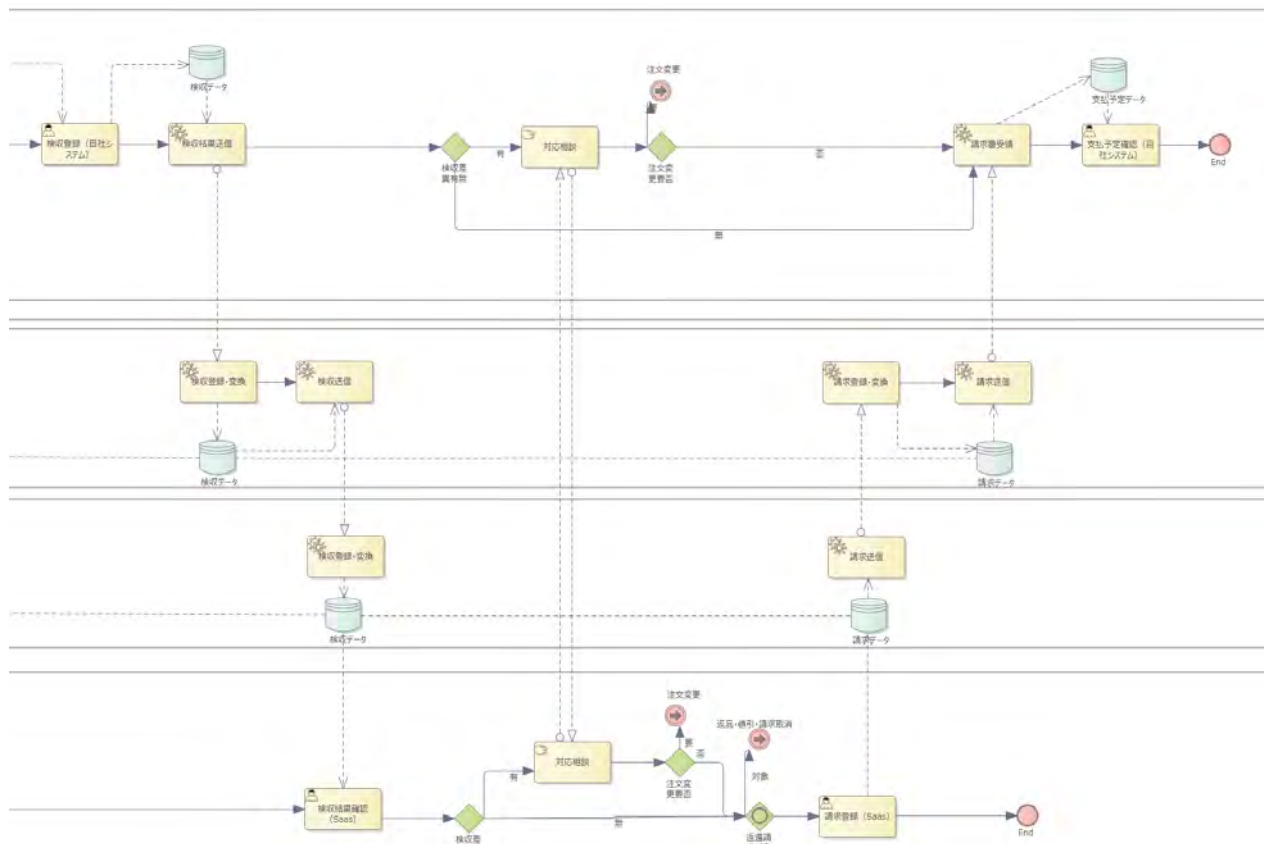 注文変更
検収データ
支払予定データ
検収登録（自社シ
ステム）
検収結果送信
検収差
異有無
有
対応相談
注文変
更要否
否
請求書受領
支払予定確認（自
社システム）
End
無
検収登録・変換
検収送信
請求登録・変換
請求送信
検収データ
請求データ
検収登録・変換
請求送信
検収データ
請求データ
注文変更
返品・値引・請求取消
要
否
対応相談
有
注文変
更要否
対象
検収結果確認
（Saas）
無
請求登録（Saas）
検収差
返還請
End